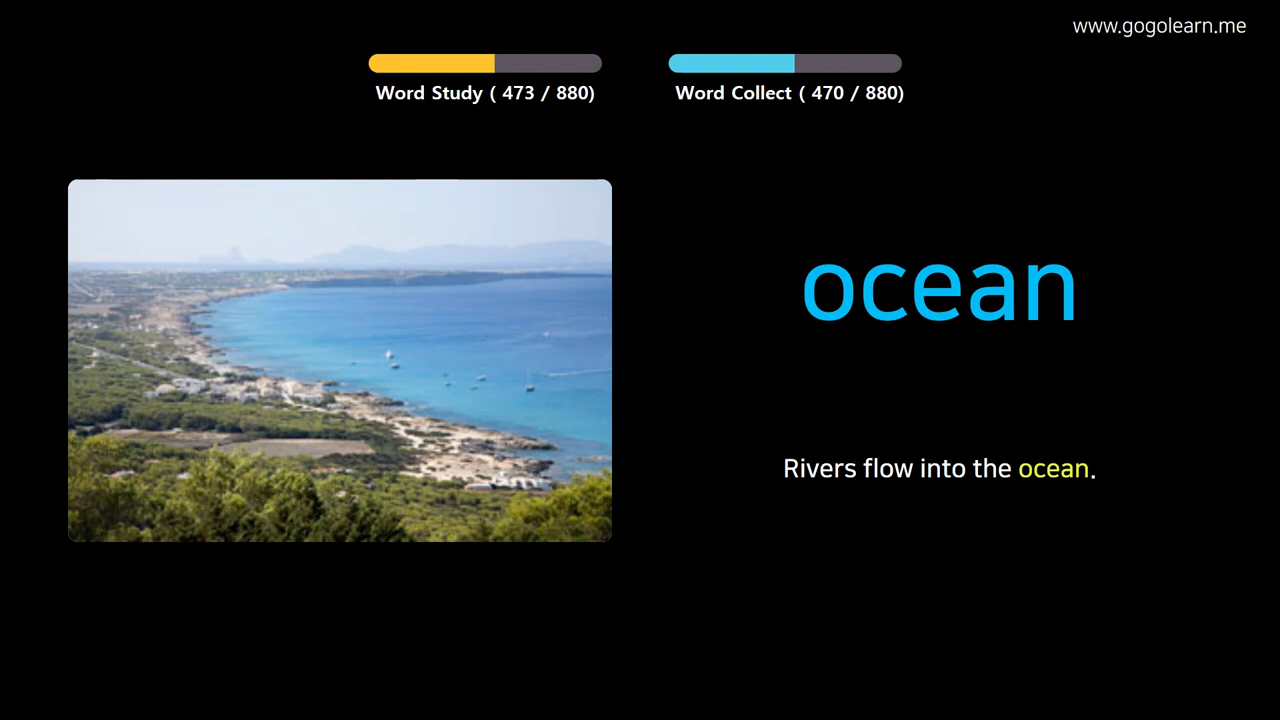 www.gogolearn.me
Word Study ( 473 / 880)
Word Collect ( 470 / 880)
ocean
Rivers flow into the ocean.